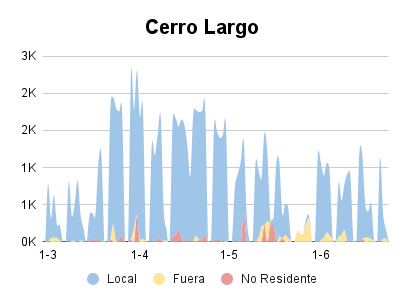 Cerro Largo
3K
2K
2K
1K
1K
0K
1-3 1-4 1-5 1-6
Local Fuera No Residente